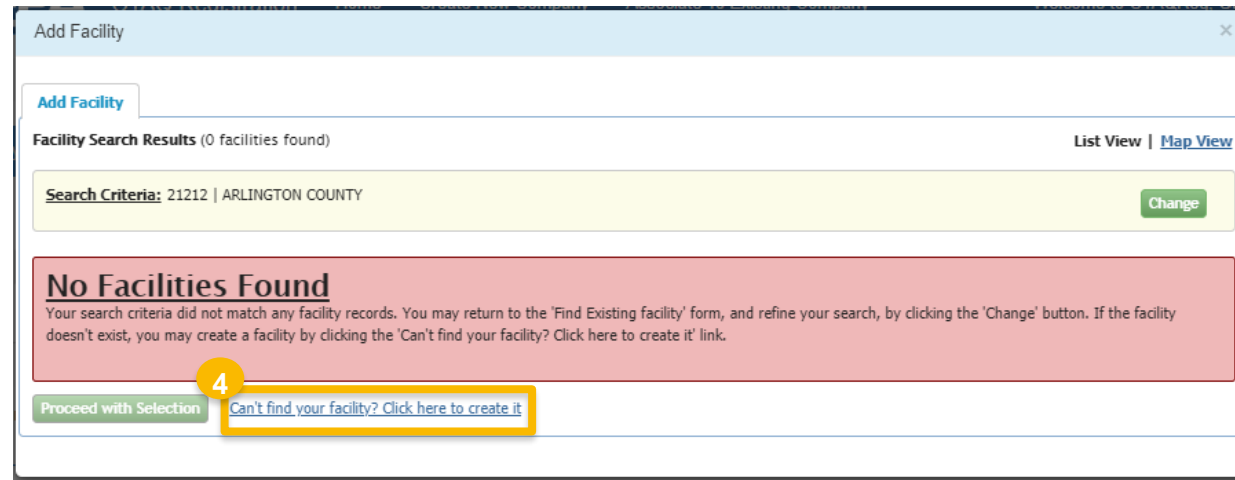 Add Facility ×
Add Facility
Facility Search Results (0 facilities found) List View | Map View
Search Criteria: 21212 | ARLINGTON COUNTY Change
No Facilities Found
Your search criteria did not match any facility records. You may return to the 'Find Existing facility' form, and refine your search, by clicking the 'Change' button. If the facility
doesn't exist, you may create a facility by clicking the 'Can't find your facility? Click here to create it' link.
4
Proceed with Selection Can't find your facility? Click here to create it